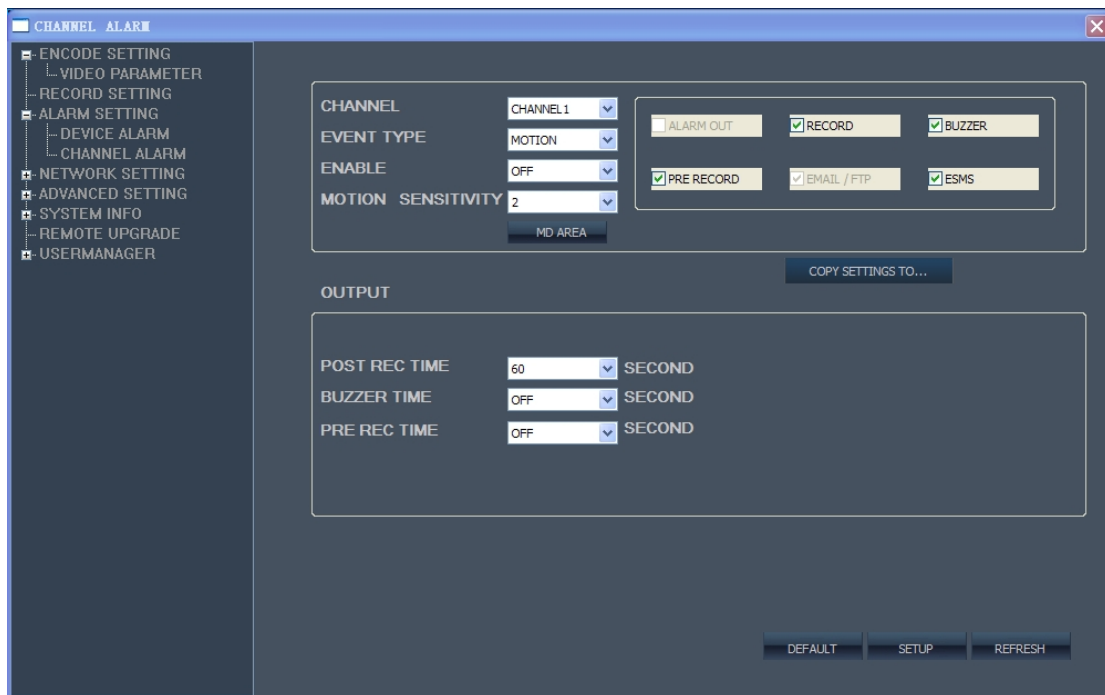 CHANNEL ALARM
ENCODE SETTING
VIDEO PARAMETER
RECORD SETTING
ALARM SETTING
DEVICE ALARM
CHANNEL ALARM
NETWORK SETTING
ADVANCED SETTING
SYSTEM INFO
REMOTE UPGRADE
USERMANAGER
CHANNEL CHANNEL1
EVENT TYPE MOTION
ENABLE OFF
MOTION SENSITIVITY 2
MD AREA
ALARM OUT RECORD BUZZER
PRE RECORD EMAIL / FTP ESMS
COPY SETTINGS TO...
OUTPUT
POST REC TIME 60 SECOND
BUZZER TIME OFF SECOND
PRE REC TIME OFF SECOND
DEFAULT SETUP REFRESH